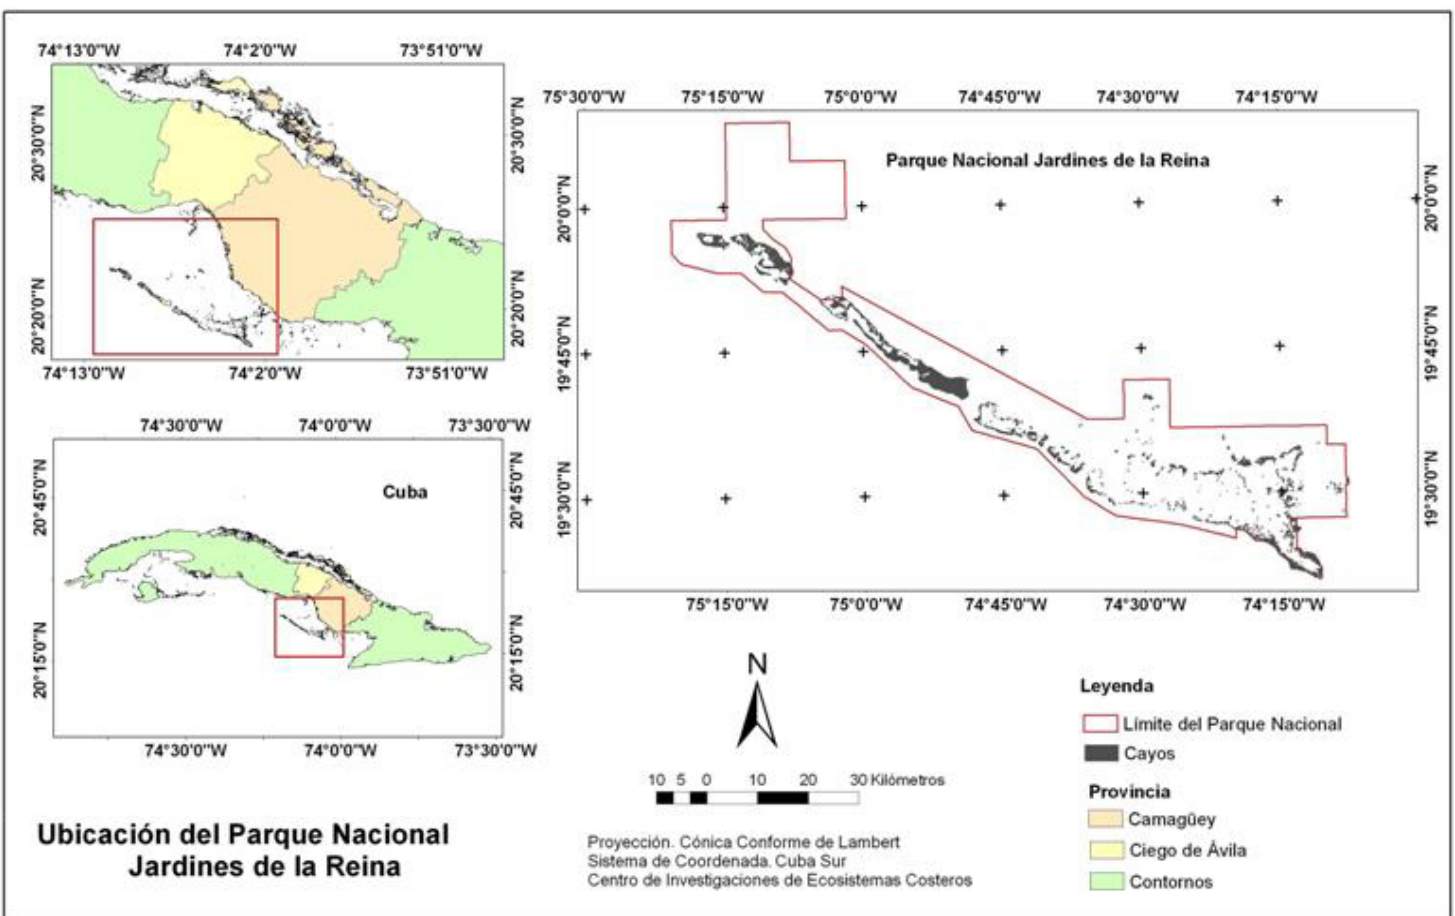 74°13'0"W 74°2'0"W 73°51'0"W
20°30'0"N
20°30'0"N
20°20'0"N
20°20'0"N
74°13'0"W 74°2'0"W 73°51'0"W
74°30'0"W 74°0'0"W 73°30'0"W
20°45'0"N
20°45'0"N
Cuba
20°15'0"N
20°15'0"N
74°30'0"W 74°0'0"W 73°30'0"W
75°30'0"W 75°15'0"W 75°0'0"W 74°45'0"W 74°30'0"W 74°15'0"W
Parque Nacional Jardines de la Reina
20°0'0"N
20°0'0"N
19°45'0"N
19°45'0"N
19°30'0"N
19°30'0"N
75°15'0"W 75°0'0"W 74°45'0"W 74°30'0"W 74°15'0"W
N
10 5 0 10 20 30 Kilómetros
Leyenda
Límite del Parque Nacional
Cayos
Provincia
Camagüey
Ciego de Ávila
Contornos
Ubicación del Parque Nacional
Jardines de la Reina
Proyección. Cónica Conforme de Lambert
Sistema de Coordenada. Cuba Sur
Centro de Investigaciones de Ecosistemas Costeros